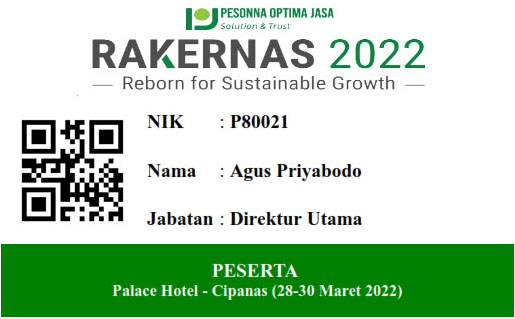 PESONNA OPTIMA JASA
Solution & Trust
RAKERNAS 2022
Reborn for Sustainable Growth
NIK : P80021
Nama : Agus Priyabodo
Jabatan : Direktur Utama
PESERTA
Palace Hotel - Cipanas (28-30 Maret 2022)